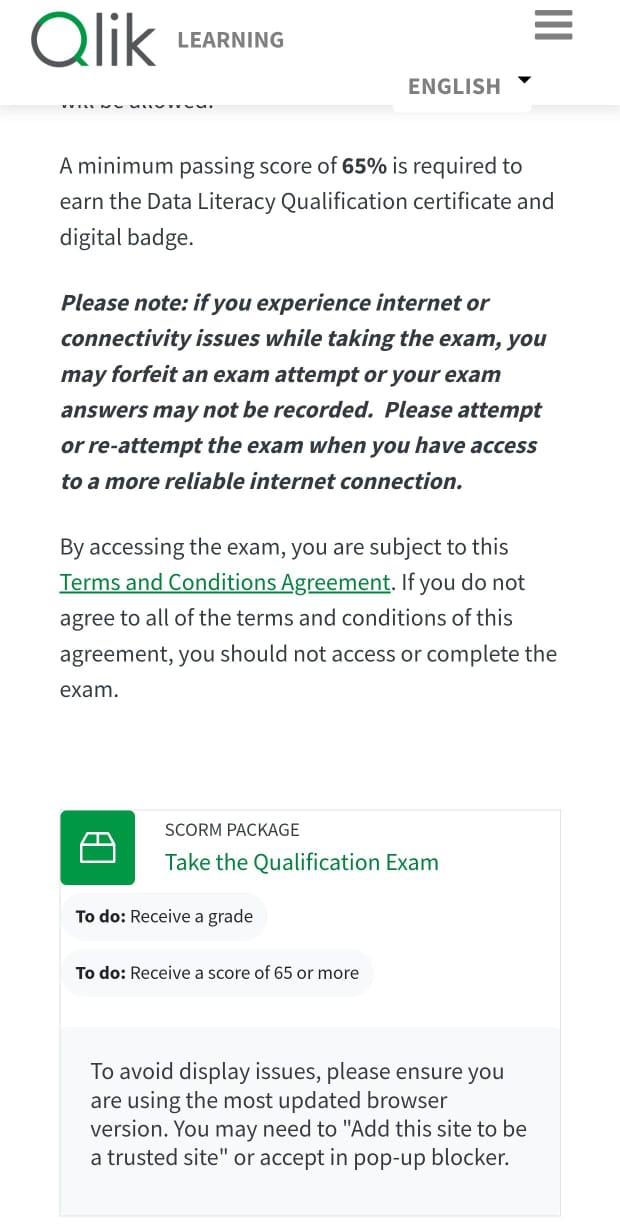 Qlik LEARNING
ENGLISH
A minimum passing score of 65% is required to
earn the Data Literacy Qualification certificate and
digital badge.
Please note: if you experience internet or
connectivity issues while taking the exam, you
may forfeit an exam attempt or your exam
answers may not be recorded.  Please attempt
or re-attempt the exam when you have access
to a more reliable internet connection.
By accessing the exam, you are subject to this
Terms and Conditions Agreement. If you do not
agree to all of the terms and conditions of this
agreement, you should not access or complete the
exam.
SCORM PACKAGE
Take the Qualification Exam
To do: Receive a grade
To do: Receive a score of 65 or more
To avoid display issues, please ensure you
are using the most updated browser
version. You may need to "Add this site to be
a trusted site" or accept in pop-up blocker.